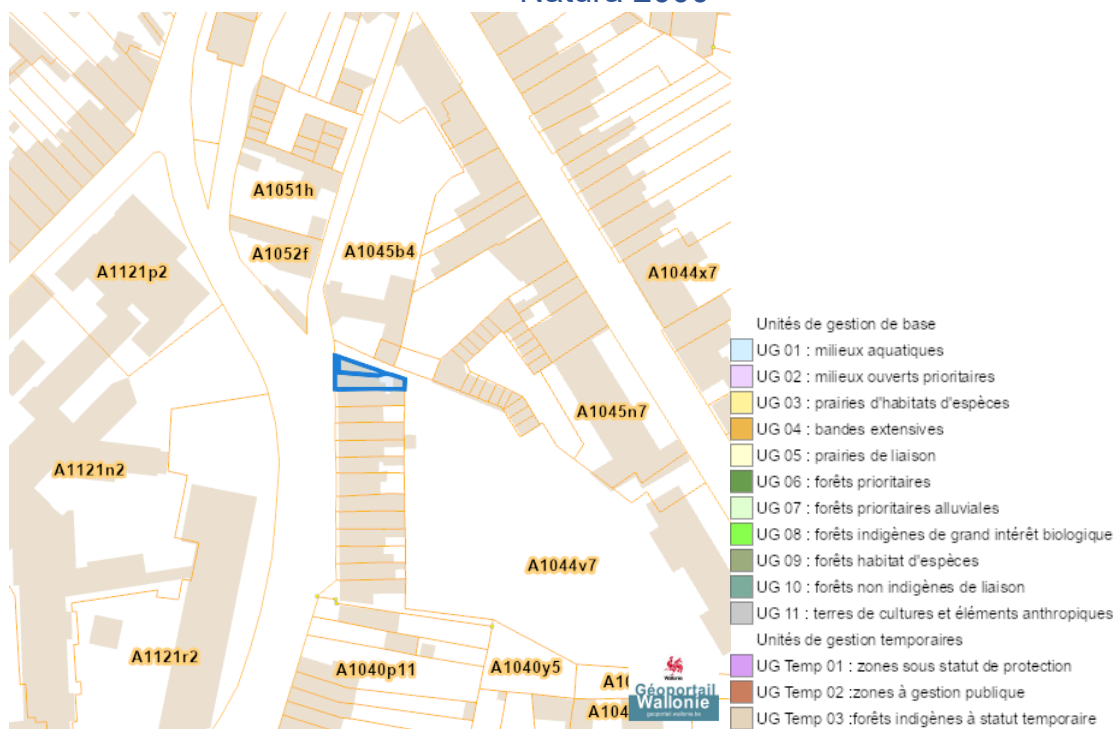 Natura 2000
A1051h
A1052f
A1045b4
A1121p2
A1044x7
A1045n7
A1121n2
A1044v7
A1121r2
A1040p11
A1040y5
Wallonie
Géoportail
Wallonie
geoportail.wallonie.be
Unités de gestion de base
UG 01 : milieux aquatiques
UG 02 : milieux ouverts prioritaires
UG 03 : prairies d'habitats d'espèces
UG 04 : bandes extensives
UG 05 : prairies de liaison
UG 06 : forêts prioritaires
UG 07 : forêts prioritaires alluviales
UG 08 : forêts indigènes de grand intérêt biologique
UG 09 : forêts habitat d'espèces
UG 10 : forêts non indigènes de liaison
UG 11 : terres de cultures et éléments anthropiques
Unités de gestion temporaires
UG Temp 01 : zones sous statut de protection
UG Temp 02 :zones à gestion publique
UG Temp 03 :forêts indigènes à statut temporaire